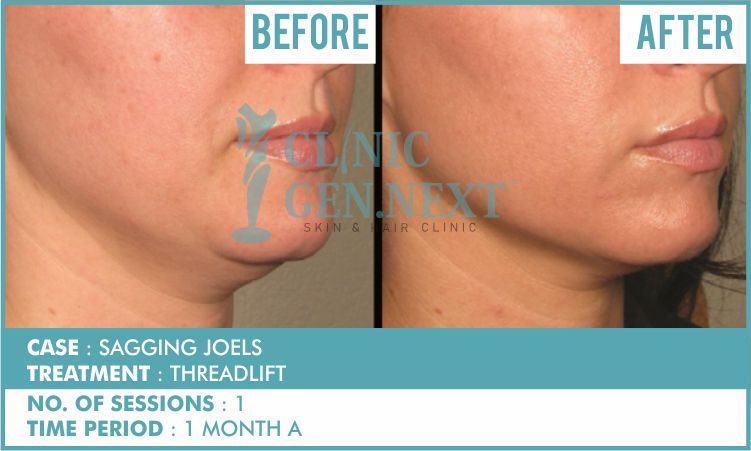 BEFORE
AFTER
CLINIC
GEN.NEXT™
SKIN & HAIR CLINIC
CASE : SAGGING JOELS
TREATMENT : THREADLIFT
NO. OF SESSIONS : 1
TIME PERIOD : 1 MONTH A